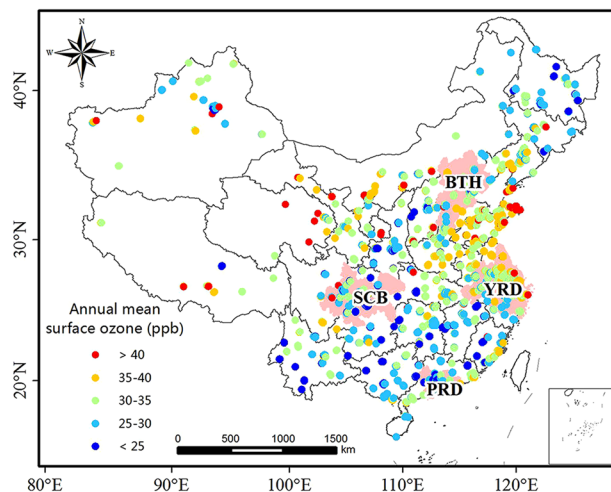 N
W E
S
40°N
30°N
20°N
BTH
YRD
SCB
PRD
Annual mean
surface ozone (ppb)
> 40
35-40
30-35
25-30
< 25
0 500 1000 1500
km
80°E 90°E 100°E 110°E 120°E